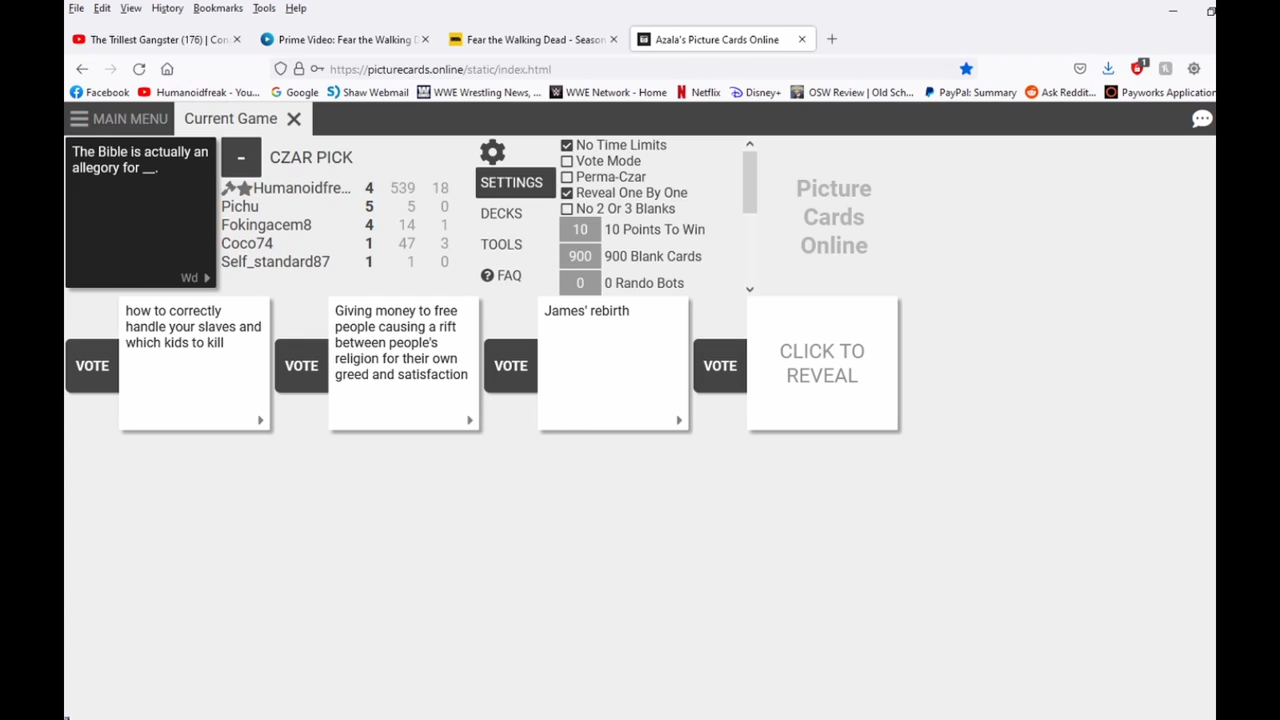 File Edit View History Bookmarks Tools Help
The Trillest Gangster (176) | Con
Prime Video: Fear the Walking D
Fear the Walking Dead - Season
Azala's Picture Cards Online
https://picturecards.online/static/index.html
1
Facebook Humanoidfreak - You... Google Shaw Webmail WWE Wrestling News, ... WWE Network - Home Netflix Disney+ OSW Review | Old Sch... PayPal: Summary Ask Reddit... Payworks Application
MAIN MENU Current Game
The Bible is actually an
allegory for __.
Wd
- CZAR PICK
Humanoidfre... 4 539 18
Pichu 5 5 0
Fokingacem8 4 14 1
Coco74 1 47 3
Self_standard87 1 1 0
SETTINGS
DECKS
TOOLS
? FAQ
No Time Limits
Vote Mode
Perma-Czar
Reveal One By One
No 2 Or 3 Blanks
10 10 Points To Win
900 900 Blank Cards
0 0 Rando Bots
Picture
Cards
Online
VOTE
how to correctly
handle your slaves and
which kids to kill
VOTE
Giving money to free
people causing a rift
between people's
religion for their own
greed and satisfaction
VOTE
James' rebirth
VOTE
CLICK TO
REVEAL